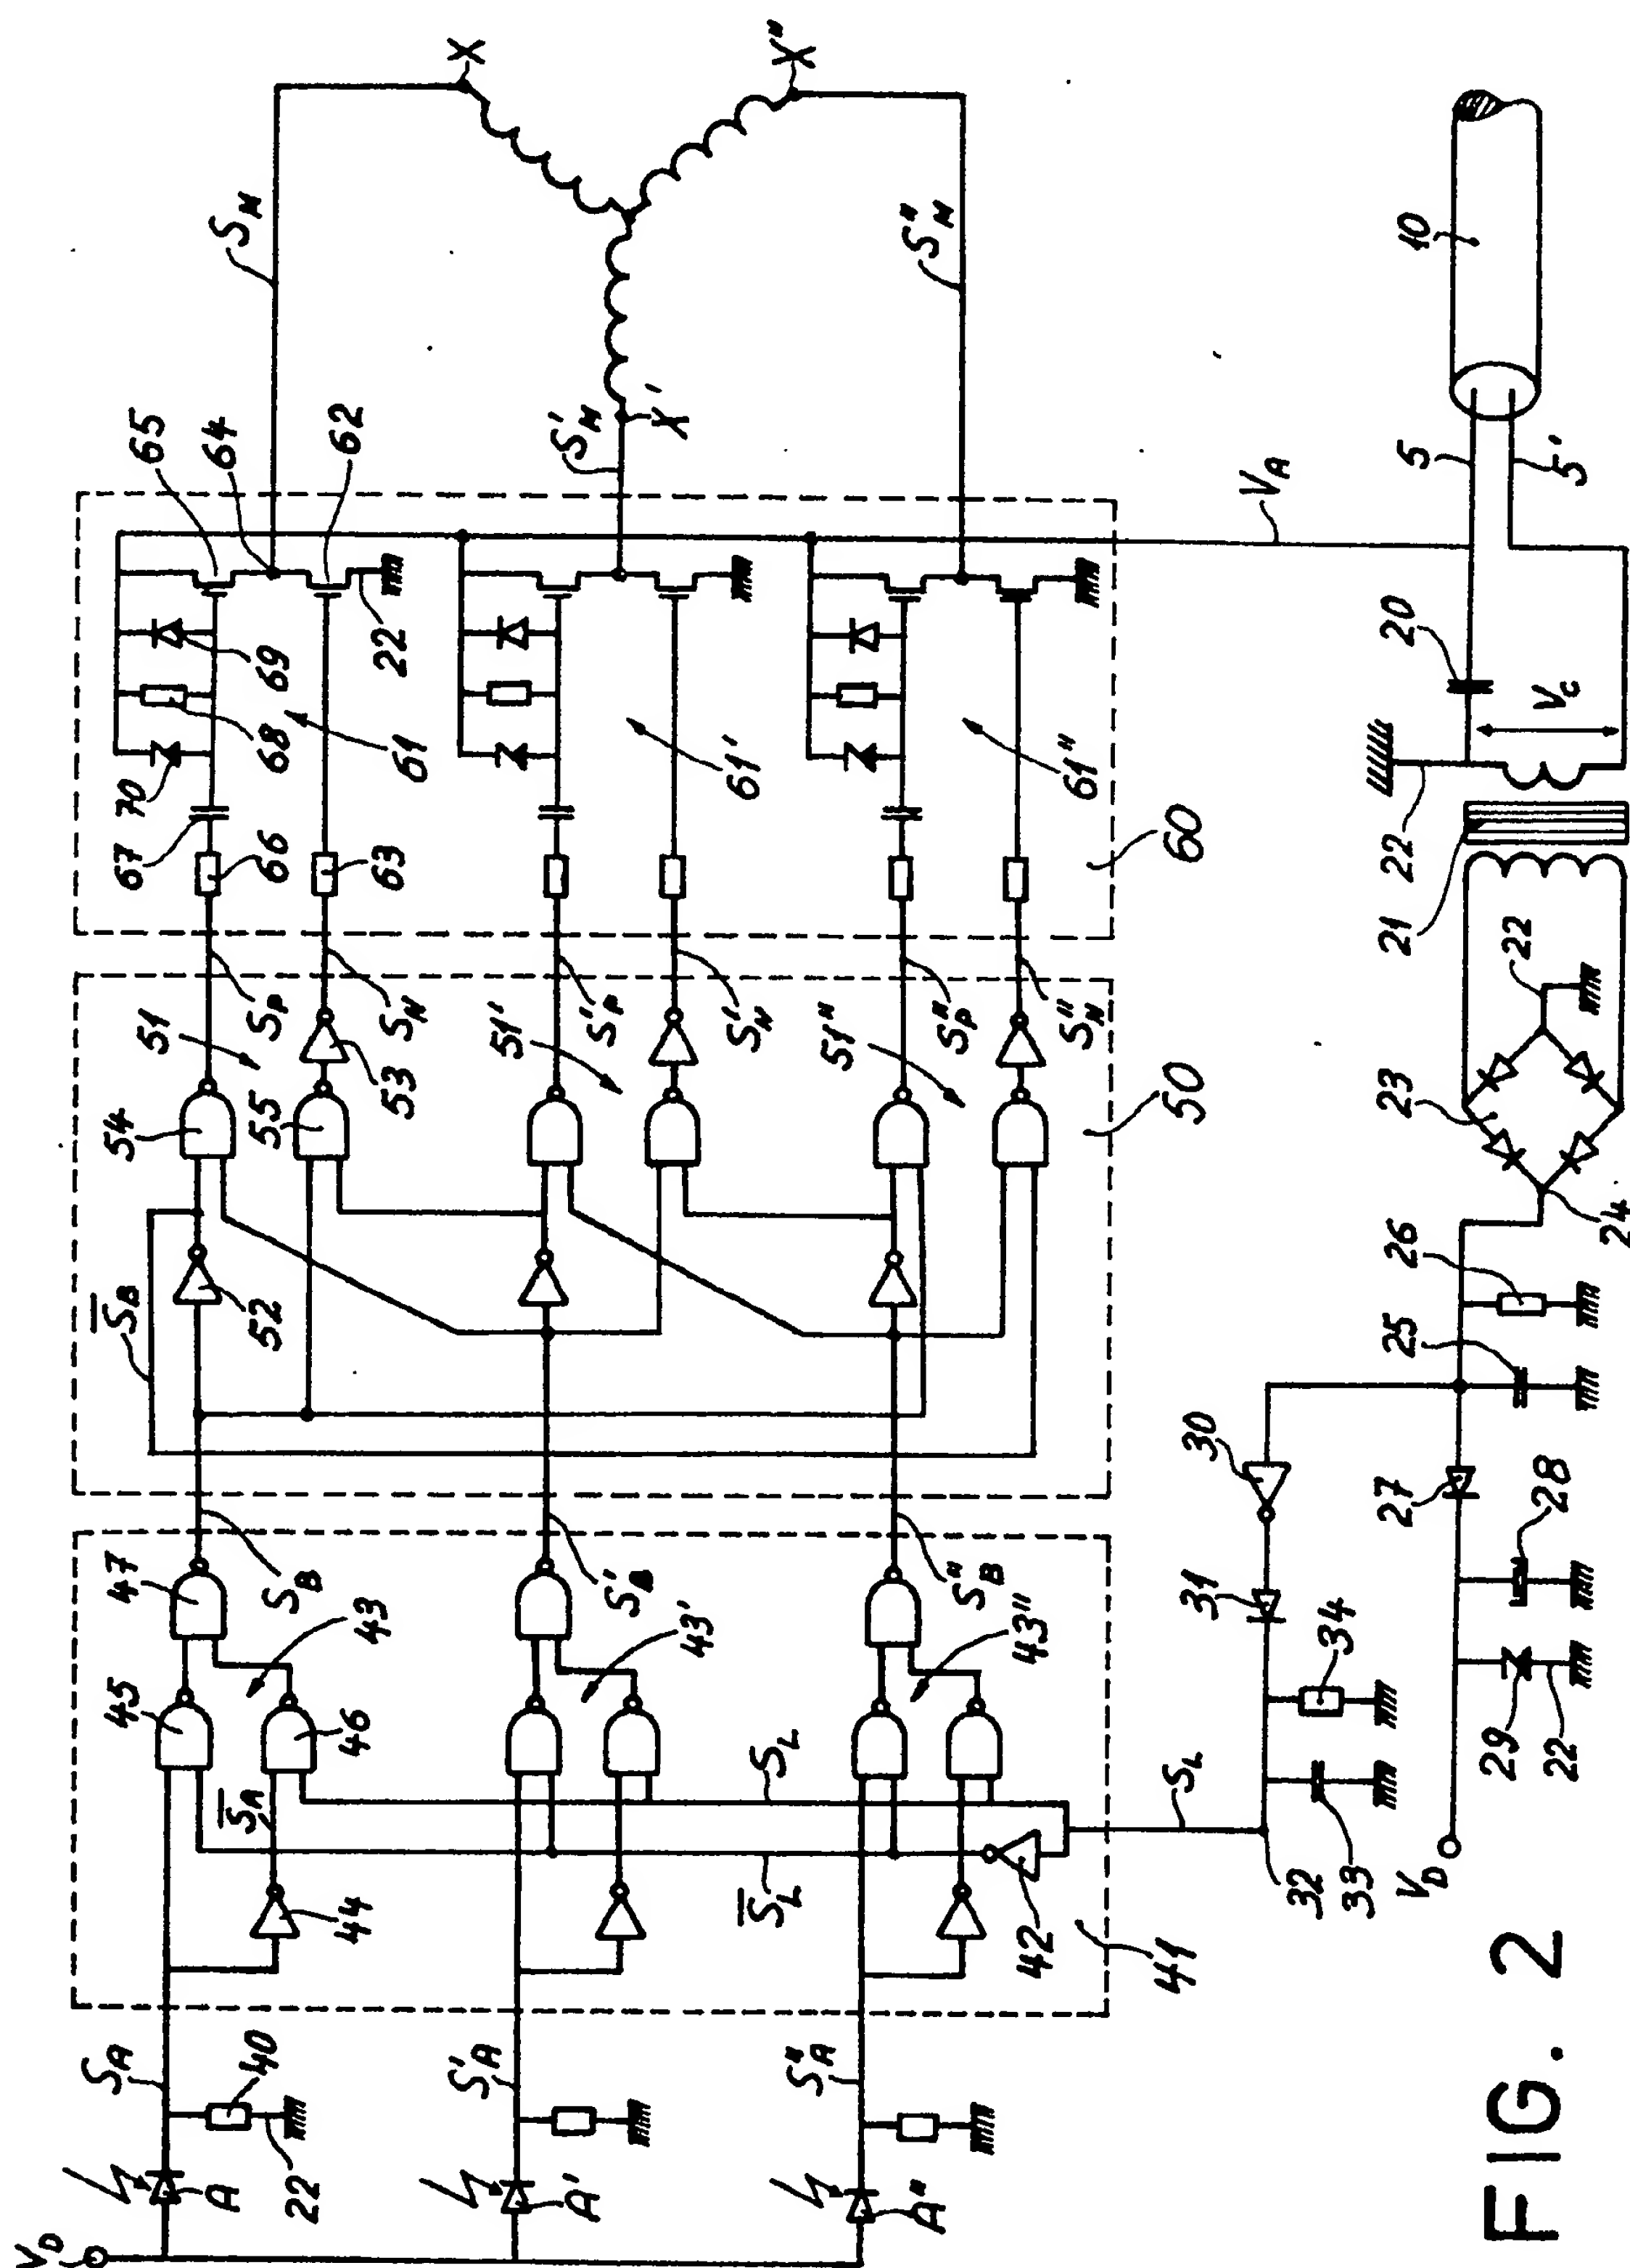 V_D
A
S_A
22
40
A'
S'_A
A"
S"_A
41
44
S̅_A
45
46
47
43
S_B
43'
S'_B
43"
S"_B
S_L
S̅_L
42
S̅_B
52
54
55
53
51
S_P
S_N
51'
S'_P
S'_N
51"
S"_P
S"_N
50
67
66
63
70
68
69
61
22
65
64
62
61'
61"
60
S_M
X
S'_M
X'
S"_M
X"
V_A
5
5'
10
20
V_C
22
21
22
23
24
26
25
30
27
28
31
34
29
22
S_L
32
33
V_D
FIG. 2